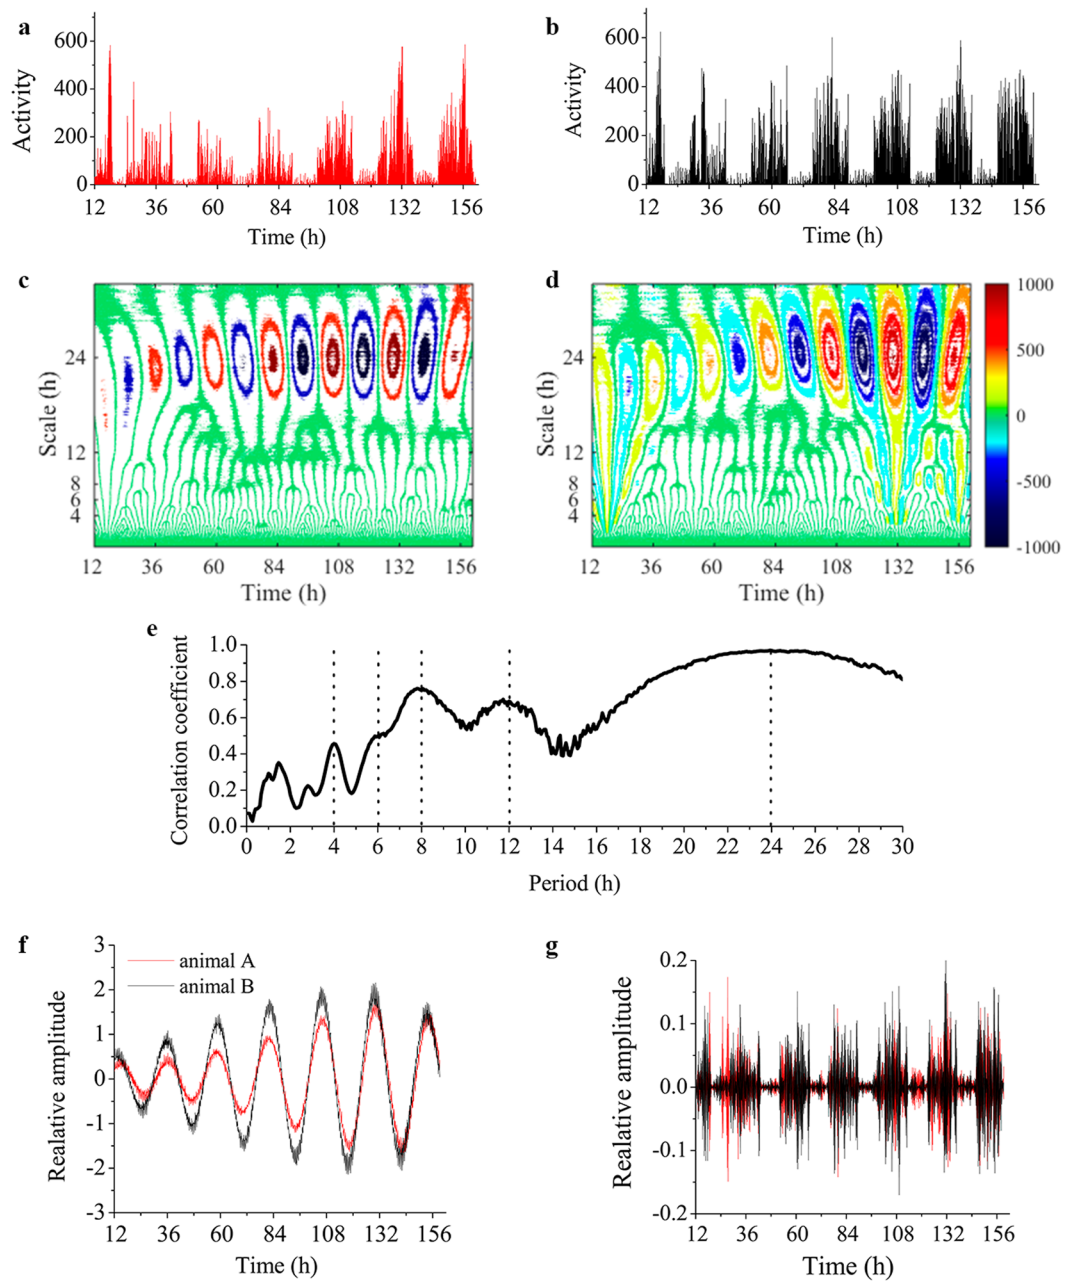 a
Activity
600
400
200
0
12 36 60 84 108 132 156
Time (h)
b
Activity
600
400
200
0
12 36 60 84 108 132 156
Time (h)
c
Scale (h)
24
12
8
6
4
12 36 60 84 108 132 156
Time (h)
d
Scale (h)
24
12
8
6
4
12 36 60 84 108 132 156
Time (h)
1000
500
0
-500
-1000
e
Correlation coefficient
1.0
0.8
0.6
0.4
0.2
0.0
0 2 4 6 8 10 12 14 16 18 20 22 24 26 28 30
Period (h)
f
Realative amplitude
3
2
1
0
-1
-2
-3
animal A
animal B
12 36 60 84 108 132 156
Time (h)
g
Realative amplitude
0.2
0.1
0.0
-0.1
-0.2
12 36 60 84 108 132 156
Time (h)